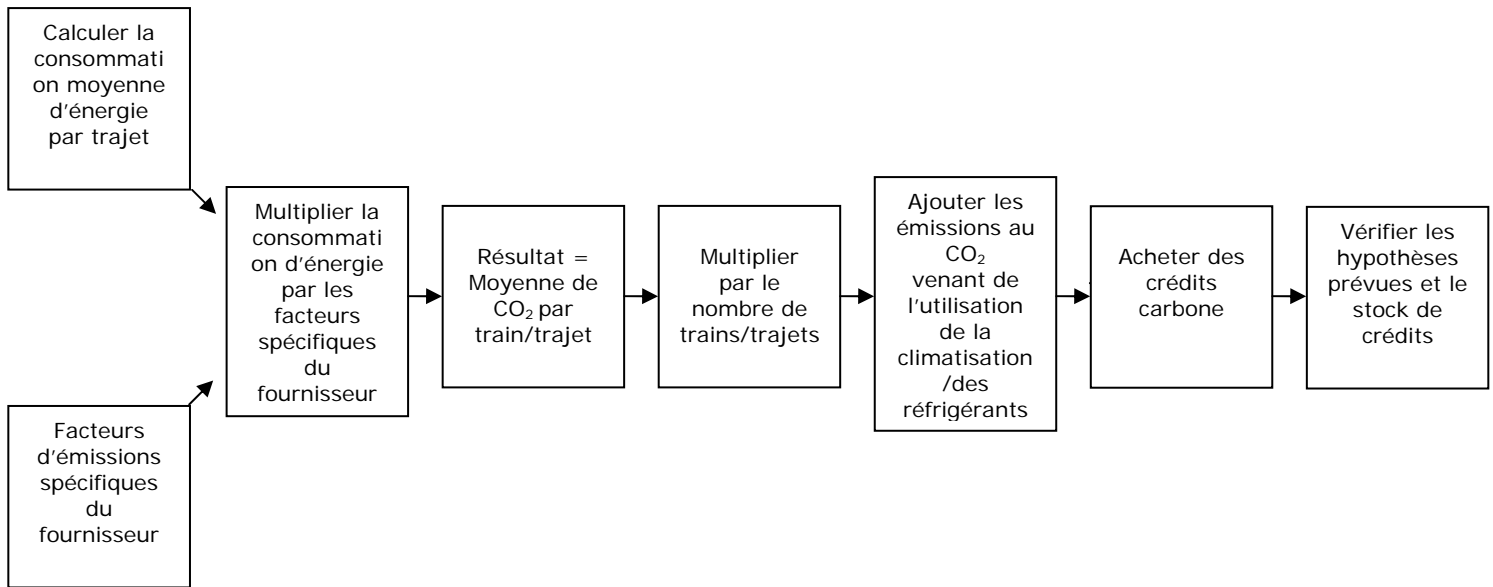 Calculer la
consommati
on moyenne
d'énergie
par trajet
Facteurs
d'émissions
spécifiques
du
fournisseur
Multiplier la
consommati
on d'énergie
par les
facteurs
spécifiques
du
fournisseur
Résultat =
Moyenne de
CO₂ par
train/trajet
Multiplier
par le
nombre de
trains/trajets
Ajouter les
émissions au
CO₂
venant de
l'utilisation
de la
climatisation
/des
réfrigérants
Acheter des
crédits
carbone
Vérifier les
hypothèses
prévues et le
stock de
crédits